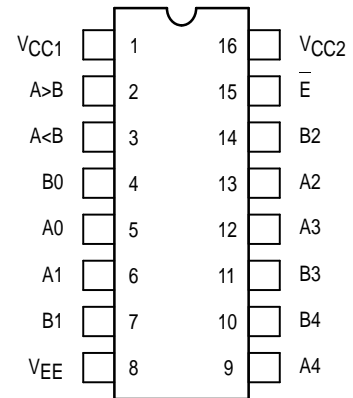 VCC1 1 16 VCC2
A>B 2 15 E̅
A<B 3 14 B2
B0 4 13 A2
A0 5 12 A3
A1 6 11 B3
B1 7 10 B4
VEE 8 9 A4